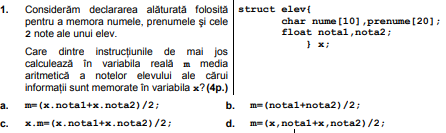 1. Considerăm declararea alăturată folosită
pentru a memora numele, prenumele şi cele
2 note ale unui elev.
Care dintre instrucţiunile de mai jos
calculează în variabila reală m media
aritmetică a notelor elevului ale cărui
informaţii sunt memorate în variabila x? (4p.)
struct elev{
char nume[10],prenume[20];
float nota1,nota2;
} x;
a. m=(x.nota1+x.nota2)/2;
b. m=(nota1+nota2)/2;
c. x.m=(x.nota1+x.nota2)/2;
d. m=(x,nota1+x,nota2)/2;